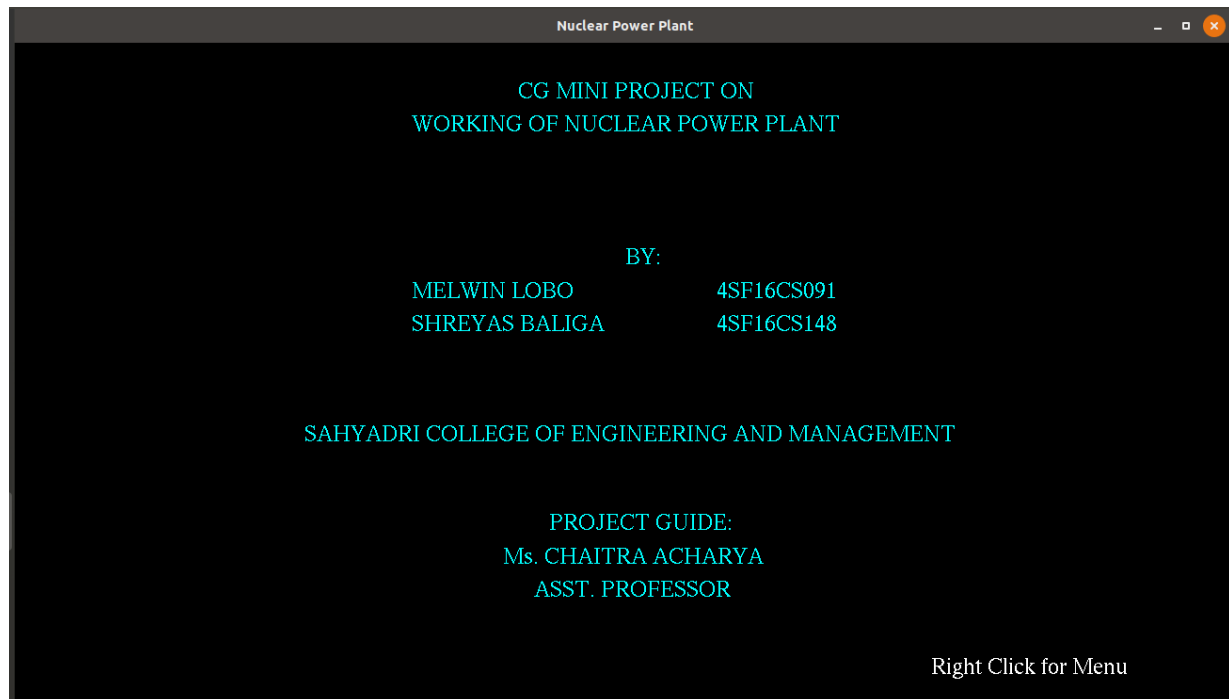 Nuclear Power Plant
CG MINI PROJECT ON
WORKING OF NUCLEAR POWER PLANT
BY:
MELWIN LOBO 4SF16CS091
SHREYAS BALIGA 4SF16CS148
SAHYADRI COLLEGE OF ENGINEERING AND MANAGEMENT
PROJECT GUIDE:
Ms. CHAITRA ACHARYA
ASST. PROFESSOR
Right Click for Menu